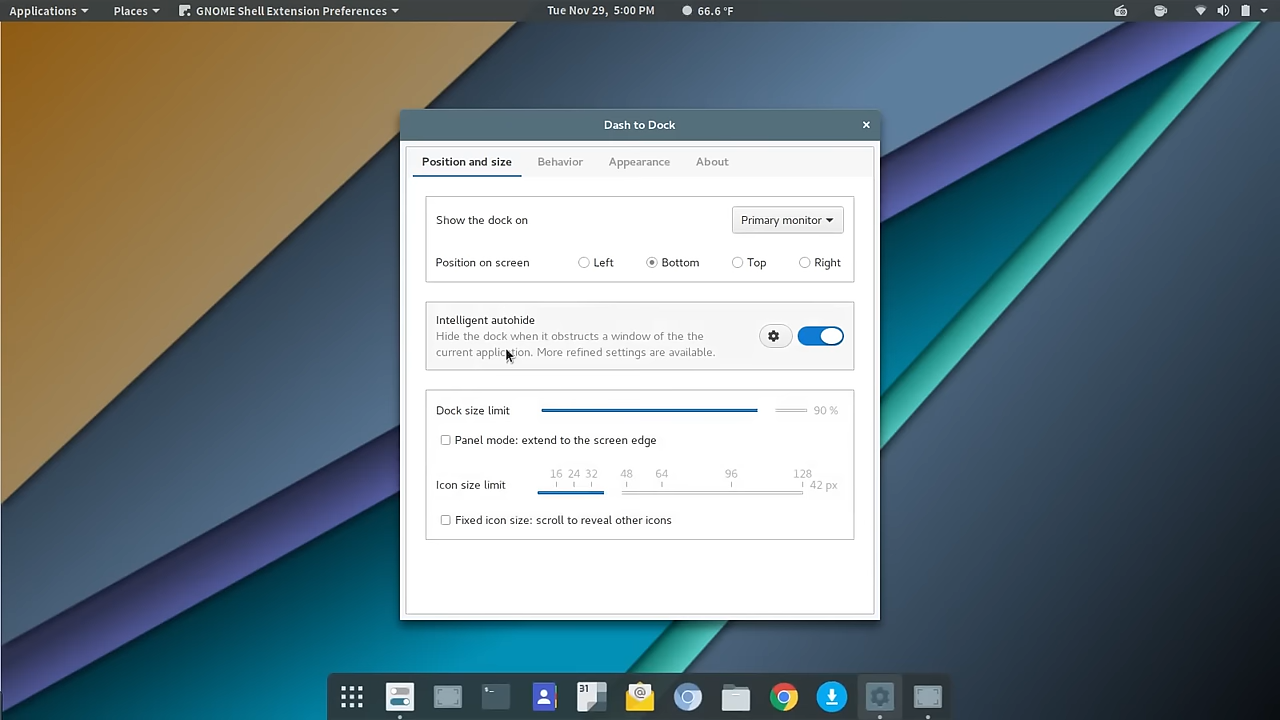 Applications Places GNOME Shell Extension Preferences Tue Nov 29, 5:00 PM 66.6 °F
Dash to Dock
Position and size Behavior Appearance About
Show the dock on Primary monitor
Position on screen Left Bottom Top Right
Intelligent autohide
Hide the dock when it obstructs a window of the the
current application. More refined settings are available.
Dock size limit 90 %
Panel mode: extend to the screen edge
16 24 32 48 64 96 128
Icon size limit 42 px
Fixed icon size: scroll to reveal other icons
31